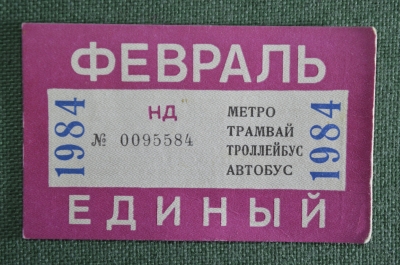 ФЕВРАЛЬ
1984
НД
№ 0095584
МЕТРО
ТРАМВАЙ
ТРОЛЛЕЙБУС
АВТОБУС
1984
ЕДИНЫЙ